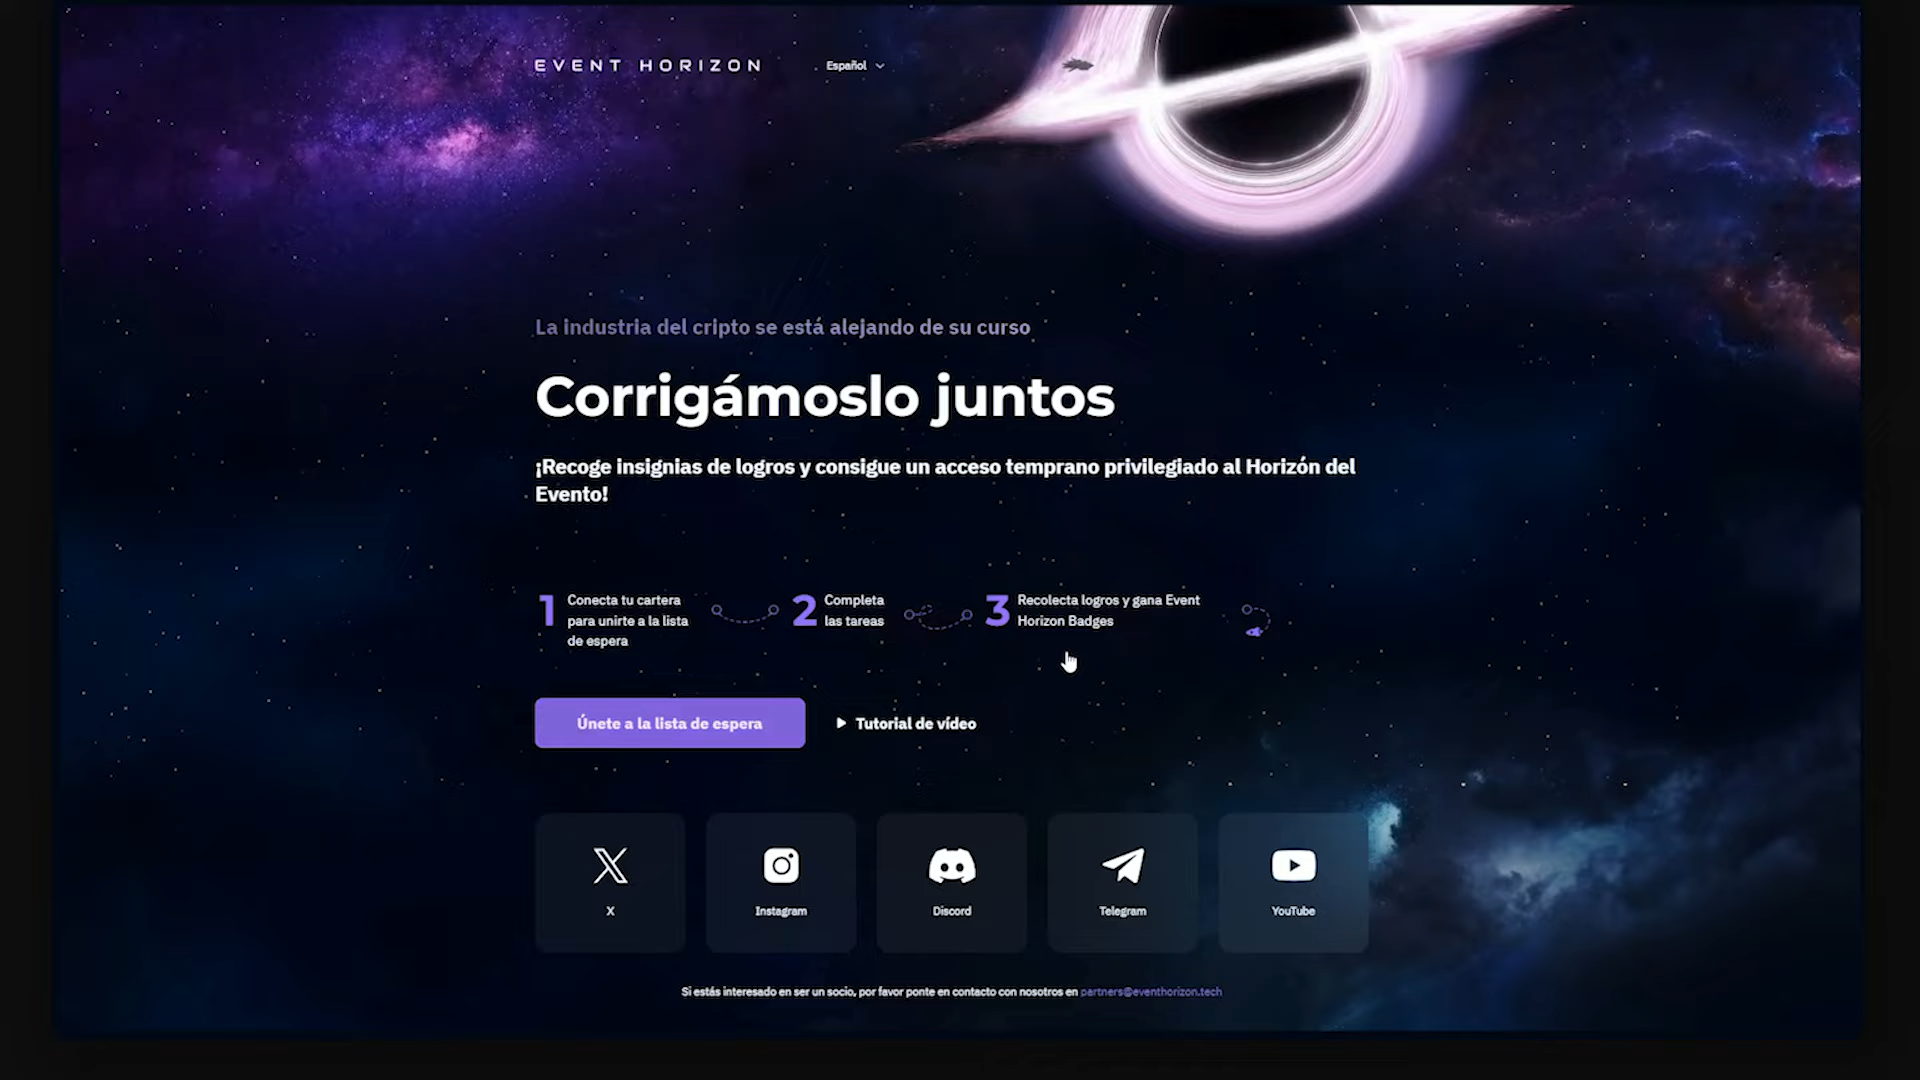 EVENT HORIZON
Español
La industria del cripto se está alejando de su curso
Corrigámoslo juntos
¡Recoge insignias de logros y consigue un acceso temprano privilegiado al Horizón del
Evento!
1 Conecta tu cartera
para unirte a la lista
de espera
2 Completa
las tareas
3 Recolecta logros y gana Event
Horizon Badges
Únete a la lista de espera
Tutorial de vídeo
X
Instagram
Discord
Telegram
YouTube
Si estás interesado en ser un socio, por favor ponte en contacto con nosotros en partners@eventhorizon.tech